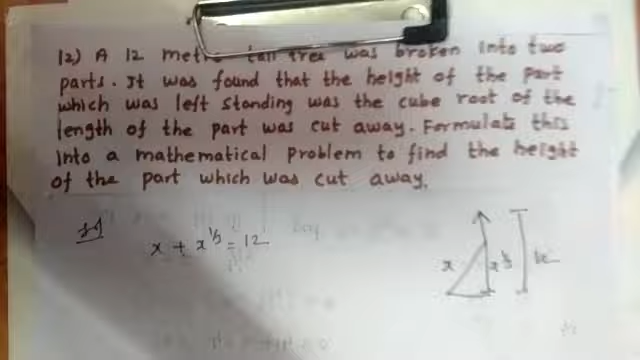 12) A 12 metre tall tree was broken into two
parts. It was found that the height of the part
which was left standing was the cube root of the
length of the part was cut away. Formulate this
into a mathematical problem to find the height
of the part which was cut away.
x + x^1/3 = 12
x x^1/3 12